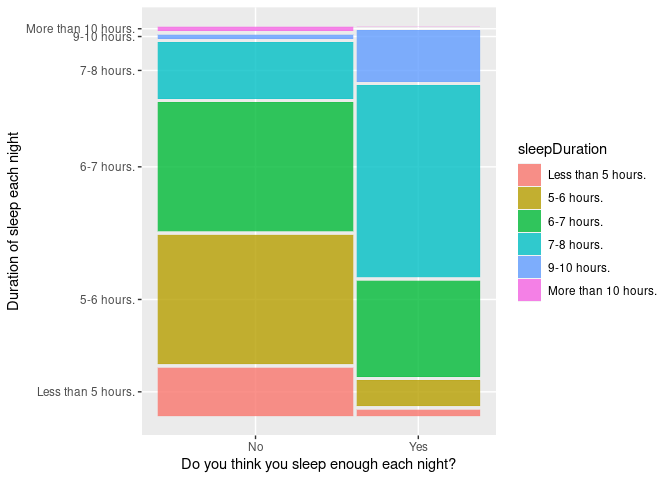 More than 10 hours.
9-10 hours.
7-8 hours.
6-7 hours.
5-6 hours.
Less than 5 hours.
Duration of sleep each night
No
Yes
Do you think you sleep enough each night?
sleepDuration
Less than 5 hours.
5-6 hours.
6-7 hours.
7-8 hours.
9-10 hours.
More than 10 hours.